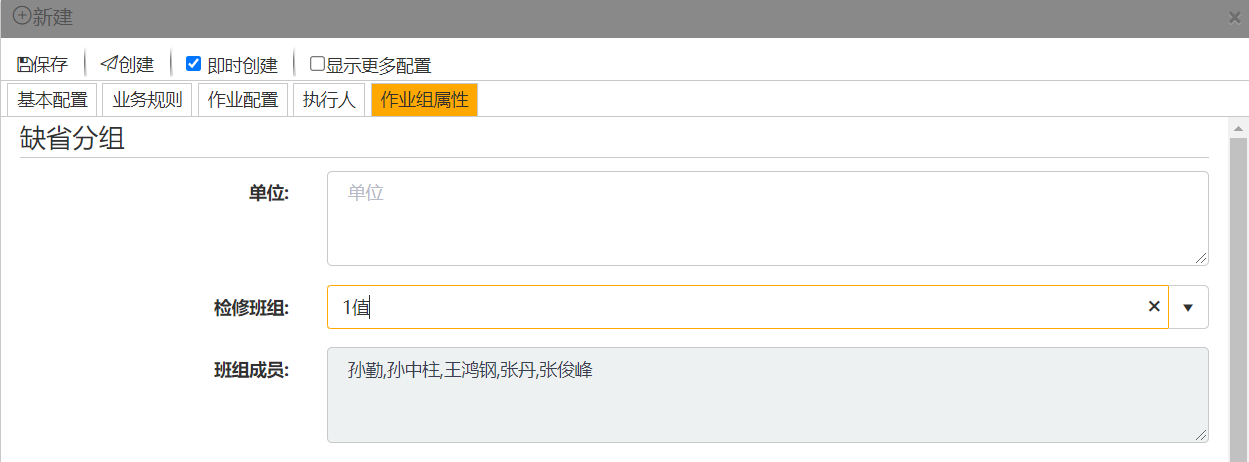 新建
保存 创建 即时创建 显示更多配置
基本配置 业务规则 作业配置 执行人 作业组属性
缺省分组
单位: 单位
检修班组: 1值
班组成员: 孙勤,孙中柱,王鸿钢,张丹,张俊峰